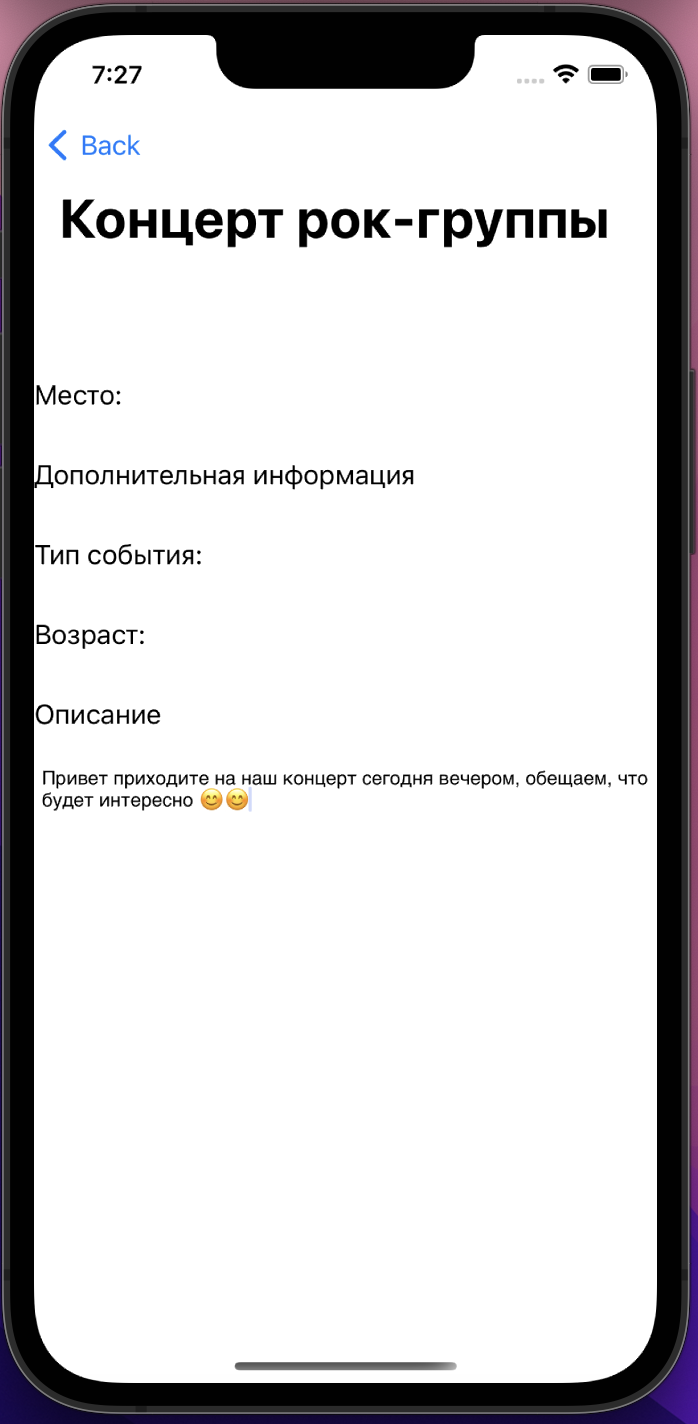 7:27
Back
Концерт рок-группы
Место:
Дополнительная информация
Тип события:
Возраст:
Описание
Привет приходите на наш концерт сегодня вечером, обещаем, что
будет интересно 😊😊